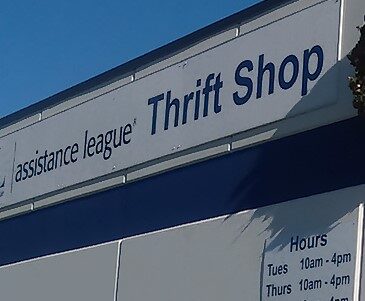 assistance league® Thrift Shop
Hours
Tues 10am - 4pm
Thurs 10am - 4pm